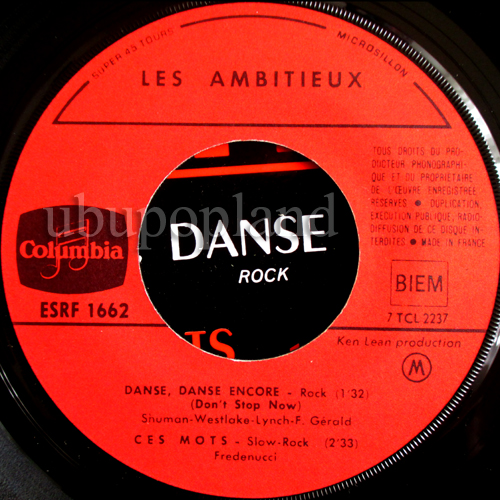 SUPER 45 TOURS
MICROSILLON
LES AMBITIEUX
TOUS DROITS DU PRO-
DUCTEUR PHONOGRAPHI-
QUE ET DU PROPRIETAIRE
DE L'ŒUVRE ENREGISTREE
RESERVES ● DUPLICATION,
EXECUTION PUBLIQUE, RADIO-
DIFFUSION DE CE DISQUE IN-
TERDITES ● MADE IN FRANCE
ubupopland
Columbia
DANSE
ROCK
ESRF 1662
BIEM
7 TCL 2237
Ken Lean production
M
TS
DANSE, DANSE ENCORE - Rock (1'32)
(Don't Stop Now)
Shuman-Westlake-Lynch-F. Gérald
CES MOTS - Slow-Rock (2'33)
Fredenucci